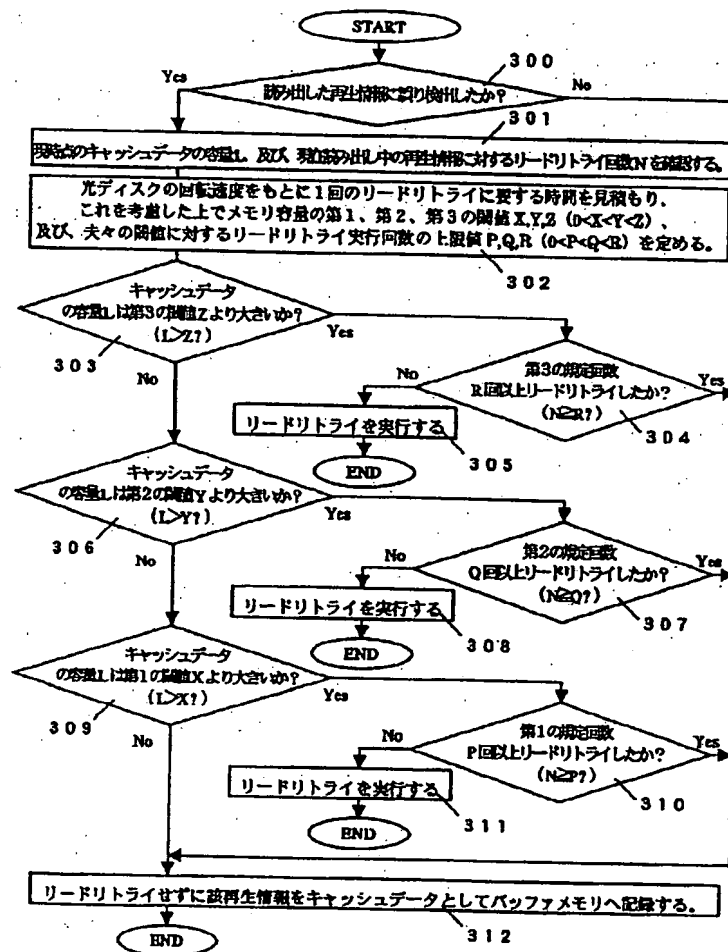 START
300
Yes
No
読み出した再生情報に誤り検出したか?
301
現時点のキャッシュデータの容量L、及び、現在読み出し中の再生情報に対するリードリトライ回数Nを確認する。
光ディスクの回転速度をもとに1回のリードリトライに要する時間を見積もり、
これを考慮した上でメモリ容量の第1、第2、第3の閾値X,Y,Z (0<X<Y<Z)、
及び、夫々の閾値に対するリードリトライ実行回数の上限値P,Q,R (0<P<Q<R) を定める。
302
キャッシュデータ
の容量Lは第3の閾値Zより大きいか?
(L>Z?)
Yes
303
No
第3の規定回数
R回以上リードリトライしたか?
(N≧R?)
No
Yes
304
リードリトライを実行する
305
END
キャッシュデータ
の容量Lは第2の閾値Yより大きいか?
(L>Y?)
Yes
306
No
第2の規定回数
Q回以上リードリトライしたか?
(N≧Q?)
No
Yes
307
リードリトライを実行する
308
END
キャッシュデータ
の容量Lは第1の閾値Xより大きいか?
(L>X?)
Yes
309
No
第1の規定回数
P回以上リードリトライしたか?
(N≧P?)
No
Yes
310
リードリトライを実行する
311
END
リードリトライせずに該再生情報をキャッシュデータとしてバッファメモリへ記録する。
312
END